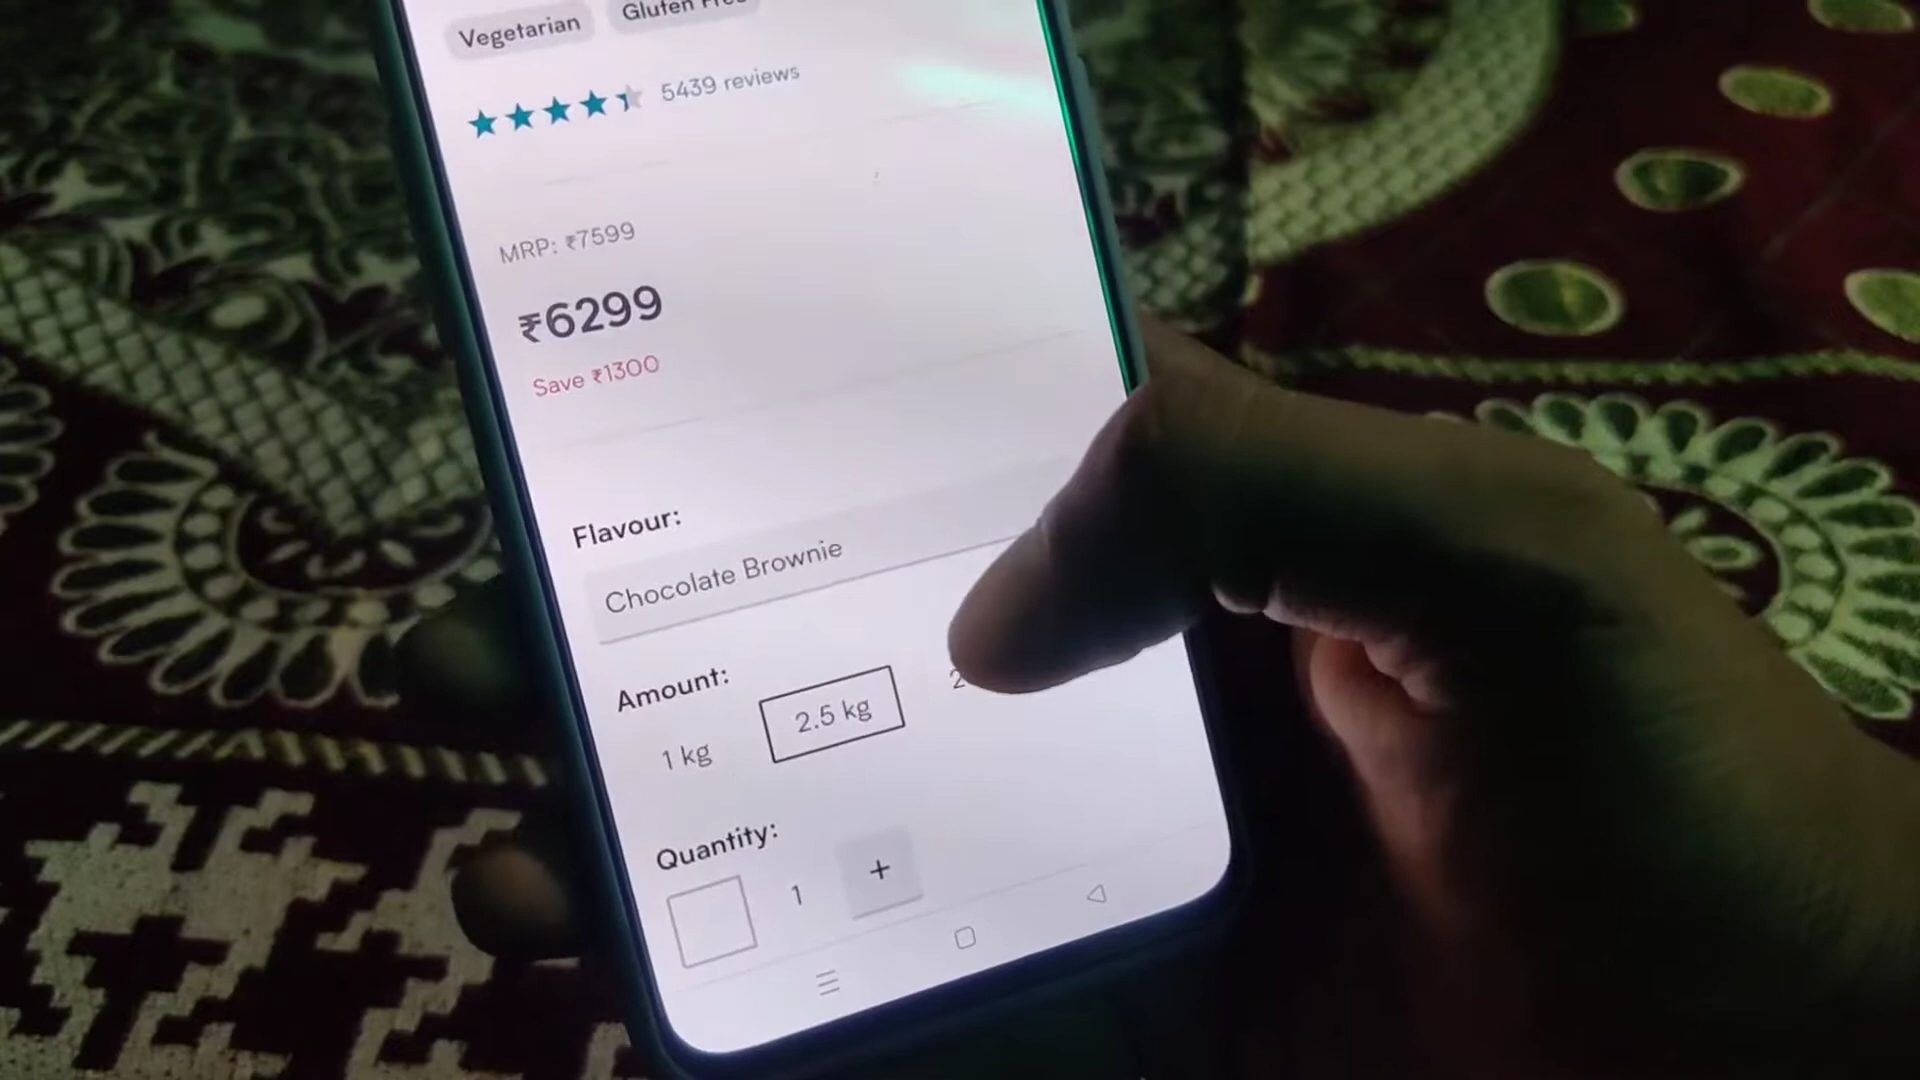 Vegetarian
Gluten
5439 reviews
MRP: ₹7599
₹6299
Save ₹1300
Flavour:
Chocolate Brownie
Amount:
1 kg
2.5 kg
Quantity:
1
+